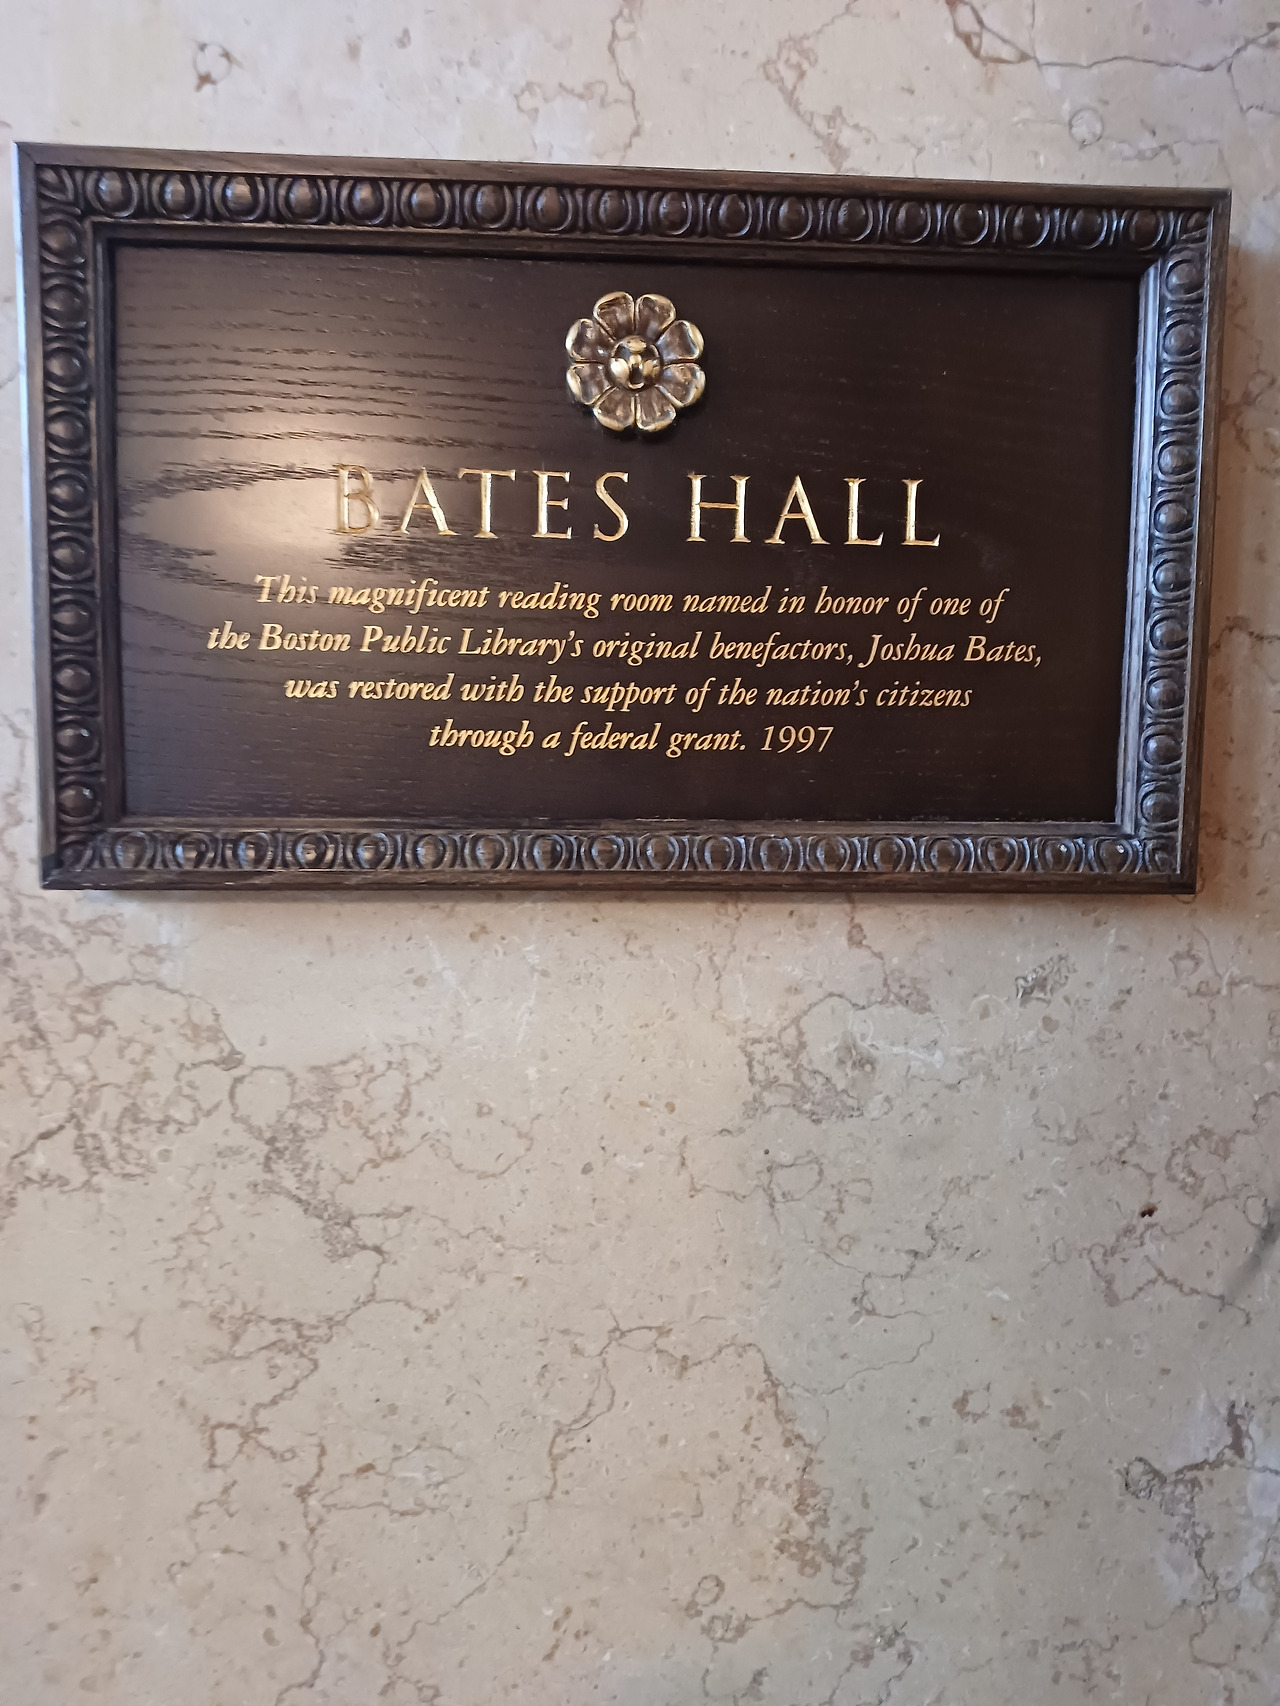 BATES HALL
This magnificent reading room named in honor of one of
the Boston Public Library's original benefactors, Joshua Bates,
was restored with the support of the nation's citizens
through a federal grant. 1997